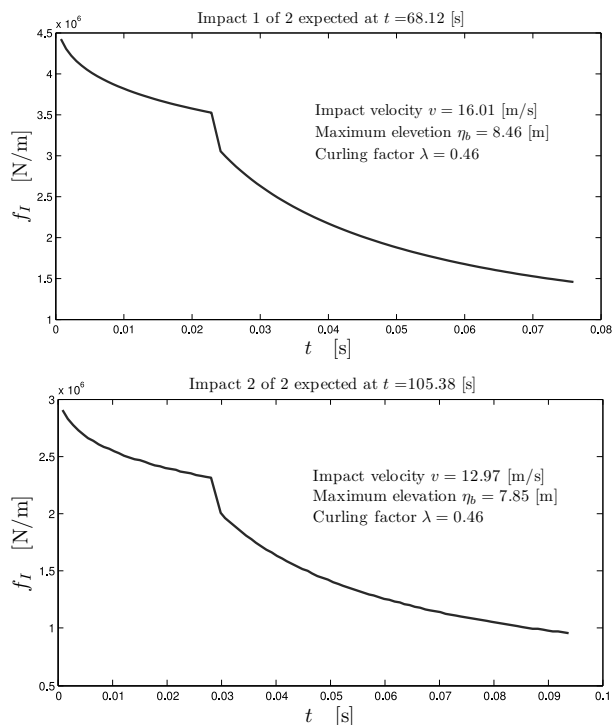 Impact 1 of 2 expected at t =68.12 [s]
x 10⁶
4.5
4
3.5
3
2.5
2
1.5
1
f_I [N/m]
Impact velocity v = 16.01 [m/s]
Maximum elevetion η_b = 8.46 [m]
Curling factor λ = 0.46
0 0.01 0.02 0.03 0.04 0.05 0.06 0.07 0.08
t [s]
Impact 2 of 2 expected at t =105.38 [s]
x 10⁶
3
2.5
2
1.5
1
0.5
f_I [N/m]
Impact velocity v = 12.97 [m/s]
Maximum elevation η_b = 7.85 [m]
Curling factor λ = 0.46
0 0.01 0.02 0.03 0.04 0.05 0.06 0.07 0.08 0.09 0.1
t [s]